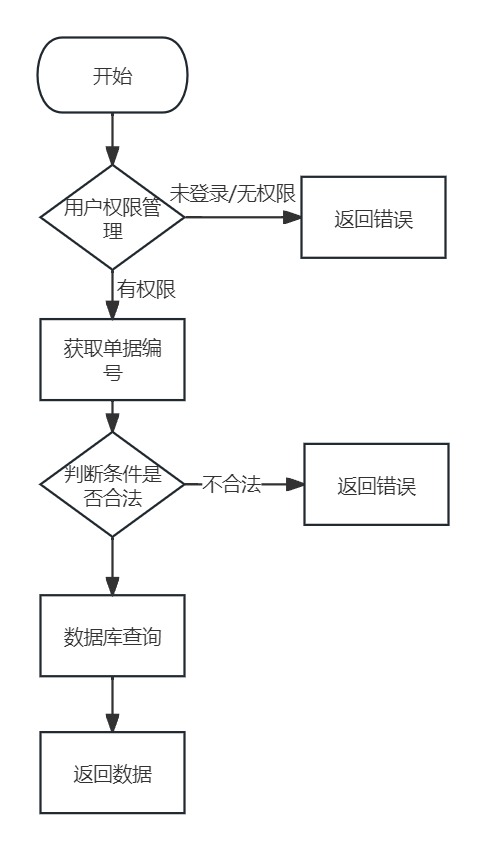 开始
用户权限管
理
未登录/无权限
返回错误
有权限
获取单据编
号
判断条件是
否合法
不合法
返回错误
数据库查询
返回数据